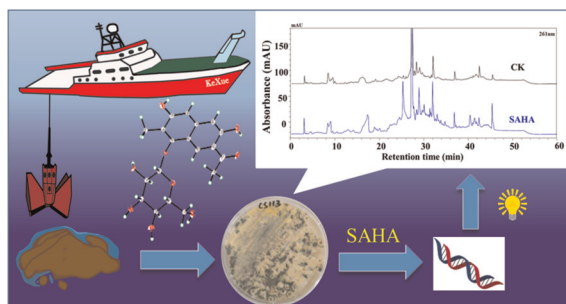 KeXue
mAU
261nm
Absorbance (mAU)
150
100
50
0
CK
SAHA
0
10
20
30
40
50
60
Retention time (min)
CSH3
SAHA